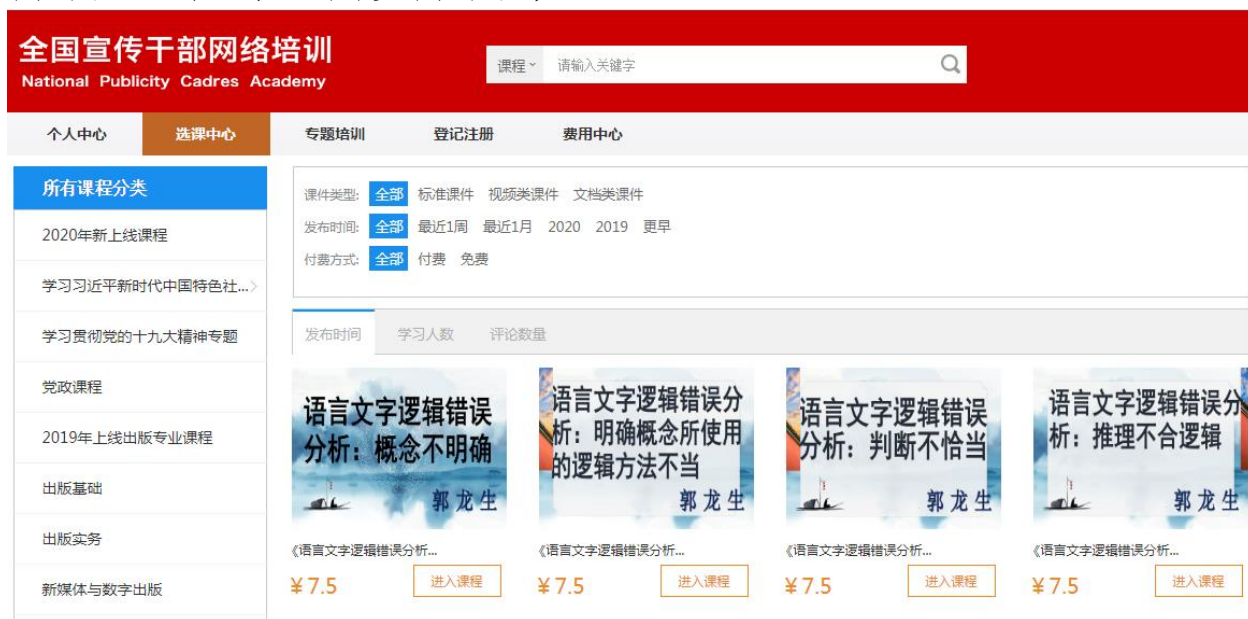 全国宣传干部网络培训
National Publicity Cadres Academy
课程 请输入关健字
个人中心 选课中心 专题培训 登记注册 费用中心
所有课程分类
2020年新上线课程
学习习近平新时代中国特色社...
学习贯彻党的十九大精神专题
党政课程
2019年上线出版专业课程
出版基础
出版实务
新媒体与数字出版
课件类型: 全部 标准课件 视频类课件 文档类课件
发布时间: 全部 最近1周 最近1月 2020 2019 更早
付费方式: 全部 付费 免费
发布时间 学习人数 评论数量
语言文字逻辑错误
分析：概念不明确
郭龙生
《语言文字逻辑错误分析...
¥7.5 进入课程
语言文字逻辑错误分
析：明确概念所使用
的逻辑方法不当
郭龙生
《语言文字逻辑错误分析...
¥7.5 进入课程
语言文字逻辑错误
分析：判断不恰当
郭龙生
《语言文字逻辑错误分析...
¥7.5 进入课程
语言文字逻辑错误分
析：推理不合逻辑
郭龙生
《语言文字逻辑错误分析...
¥7.5 进入课程